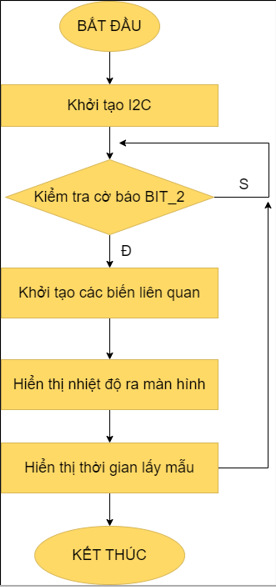 BẮT ĐẦU
Khởi tạo I2C
Kiểm tra cờ báo BIT_2
S
Đ
Khởi tạo các biến liên quan
Hiển thị nhiệt độ ra màn hình
Hiển thị thời gian lấy mẫu
KẾT THÚC